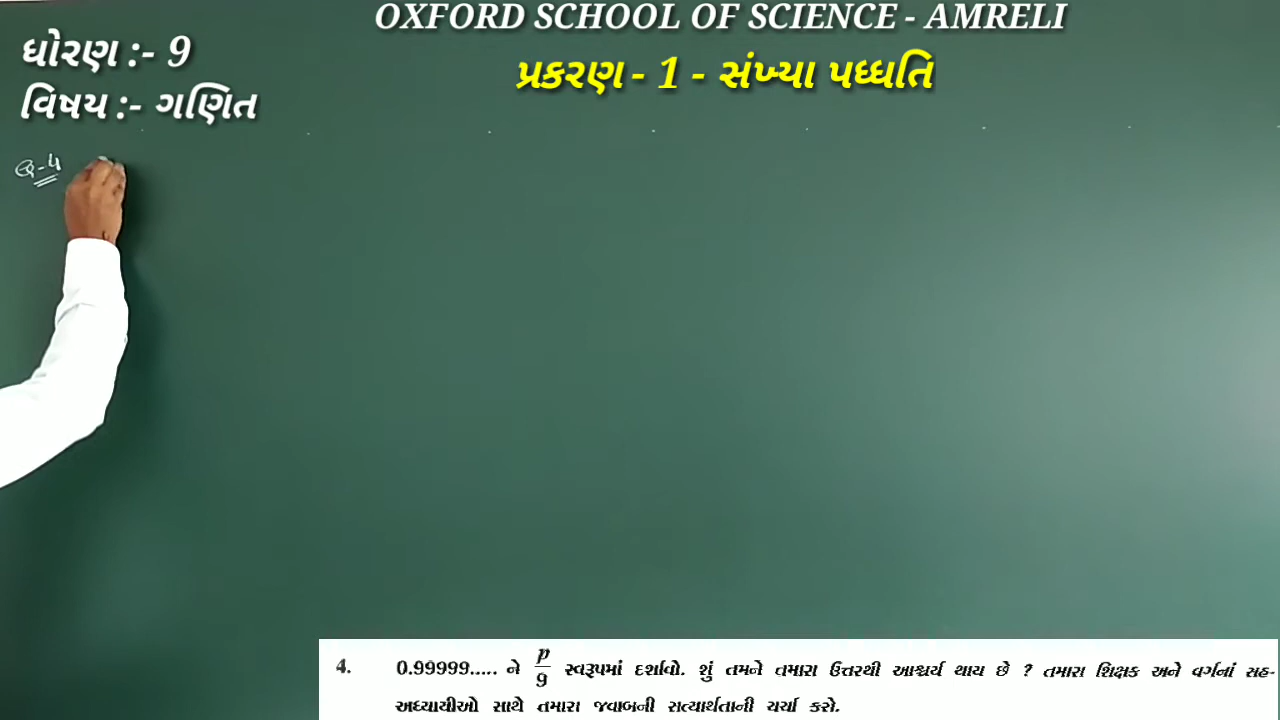 OXFORD SCHOOL OF SCIENCE - AMRELI
ધોરણ :- 9
પ્રકરણ - 1 - સંખ્યા પધ્ધતિ
વિષય :- ગણિત
Q-4
4. 0.99999..... ને p/9 સ્વરૂપમાં દર્શાવો. શું તમને તમારા ઉત્તરથી આશ્ચર્ય થાય છે ? તમારા શિક્ષક અને વર્ગનાં સહ-
અધ્યાયીઓ સાથે તમારા જવાબની સત્યાર્થતાની ચર્ચા કરો.